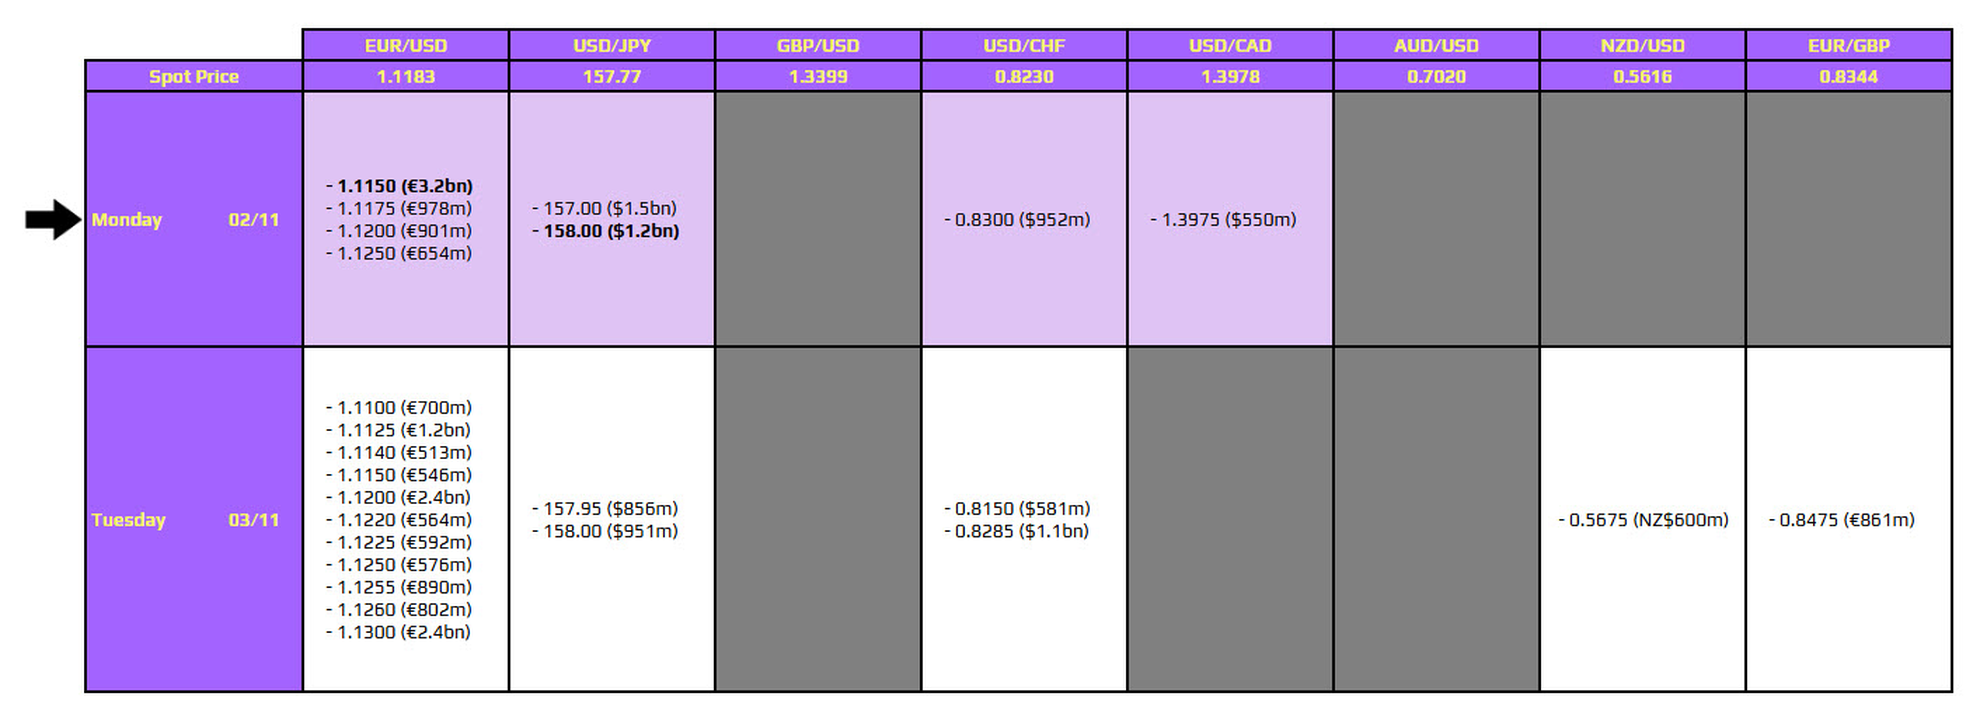 EUR/USD USD/JPY GBP/USD USD/CHF USD/CAD AUD/USD NZD/USD EUR/GBP
Spot Price 1.1183 157.77 1.3399 0.8230 1.3978 0.7020 0.5616 0.8344
Monday 02/11
- 1.1150 (€3.2bn)
- 1.1175 (€978m)
- 1.1200 (€901m)
- 1.1250 (€654m)
- 157.00 ($1.5bn)
- 158.00 ($1.2bn)
- 0.8300 ($952m)
- 1.3975 ($550m)
Tuesday 03/11
- 1.1100 (€700m)
- 1.1125 (€1.2bn)
- 1.1140 (€513m)
- 1.1150 (€546m)
- 1.1200 (€2.4bn)
- 1.1220 (€564m)
- 1.1225 (€592m)
- 1.1250 (€576m)
- 1.1255 (€890m)
- 1.1260 (€802m)
- 1.1300 (€2.4bn)
- 157.95 ($856m)
- 158.00 ($951m)
- 0.8150 ($581m)
- 0.8285 ($1.1bn)
- 0.5675 (NZ$600m)
- 0.8475 (€861m)